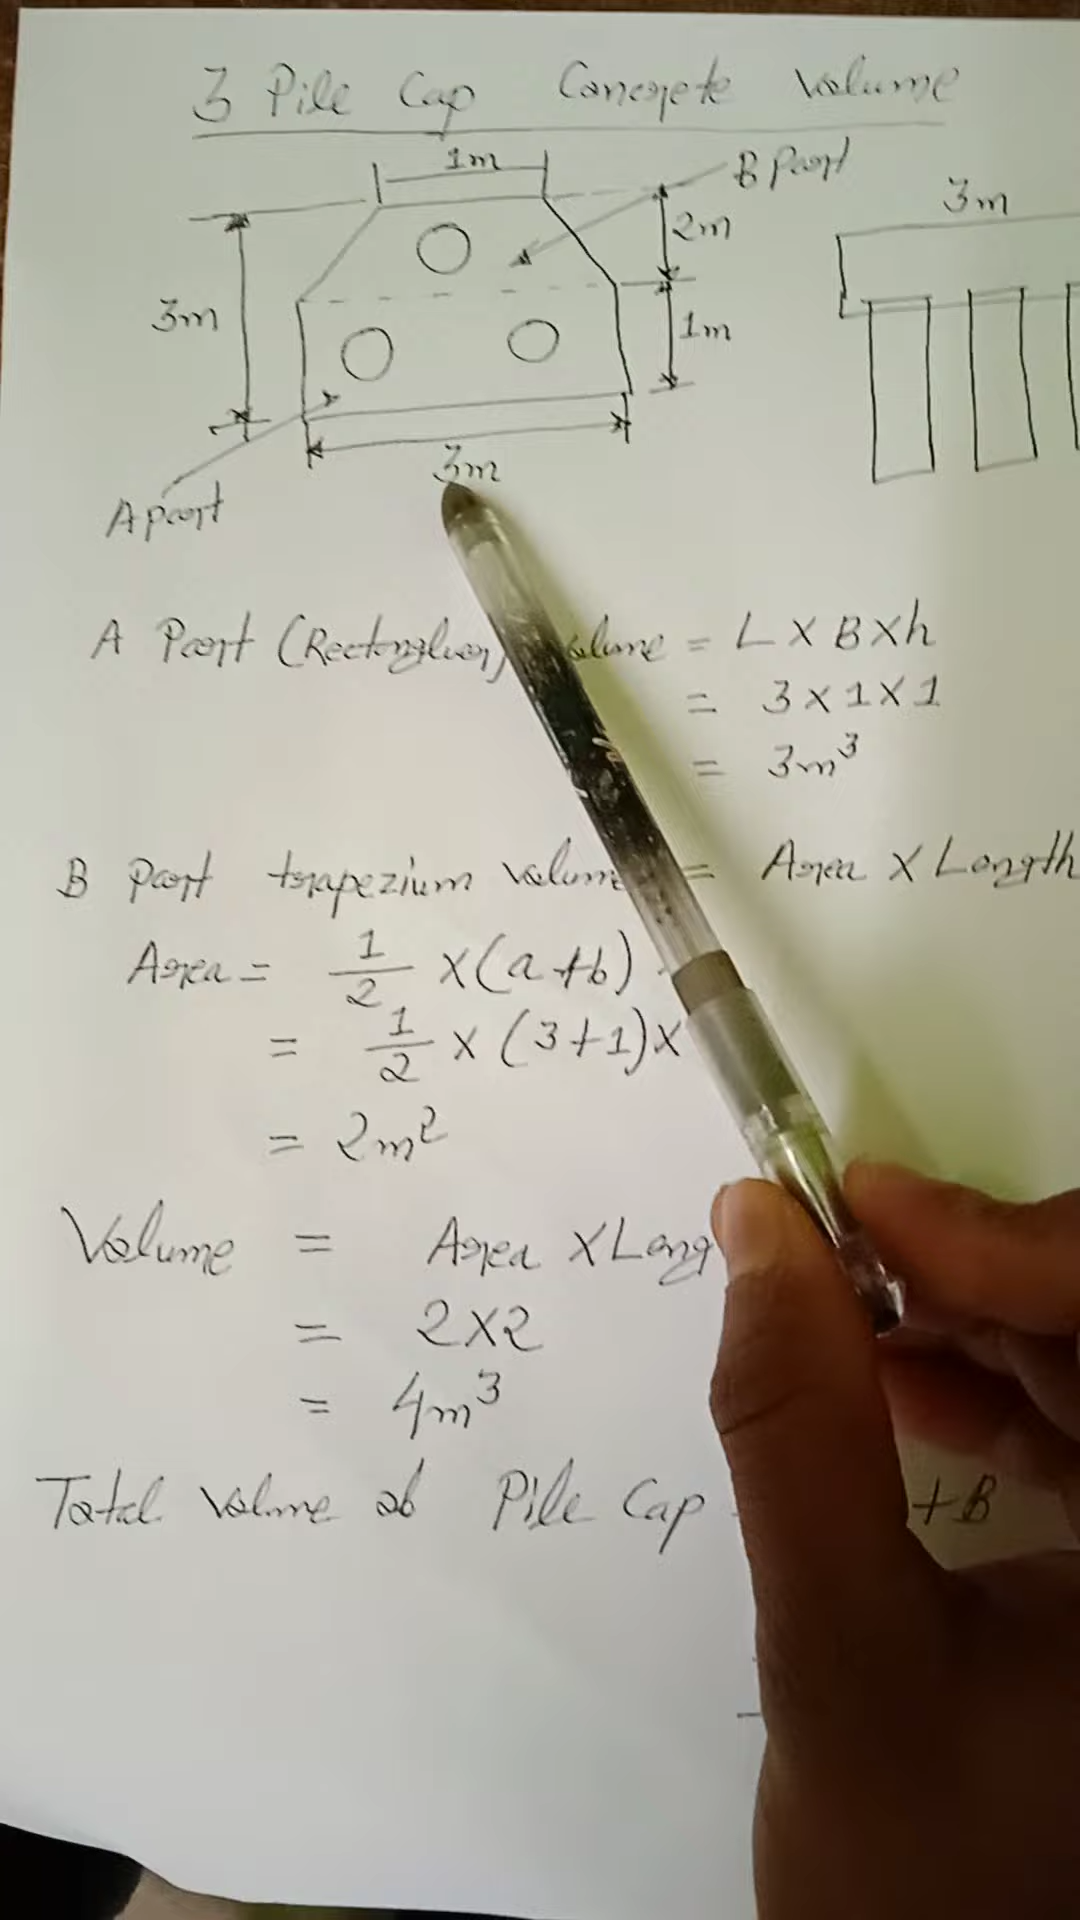 3 Pile Cap Concrete Volume
1m
B Part
3m
2m
3m
1m
3m
A part
A Part (Rectangluer) = L X B X h
= 3 X 1 X 1
= 3m³
B Part trapezium Volume = Area X Length
Area = 1/2 X (a + b)
= 1/2 X (3 + 1) X
= 2m²
Volume = Area X Leng
= 2 X 2
= 4m³
Total Volume of Pile Cap + B